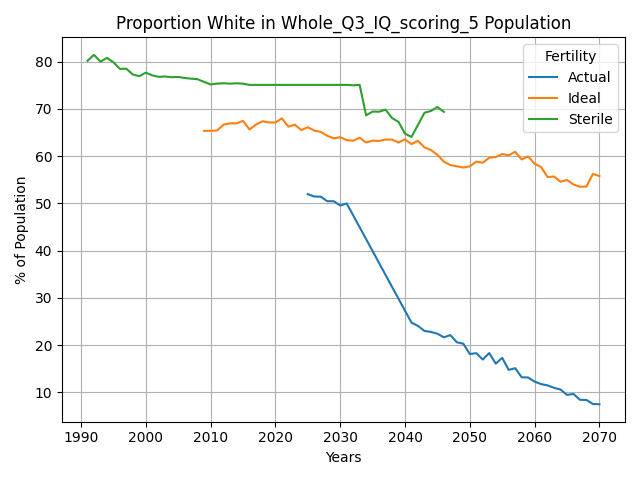 Proportion White in Whole_Q3_IQ_scoring_5 Population
Fertility
Actual
Ideal
Sterile
% of Population
80
70
60
50
40
30
20
10
1990 2000 2010 2020 2030 2040 2050 2060 2070
Years